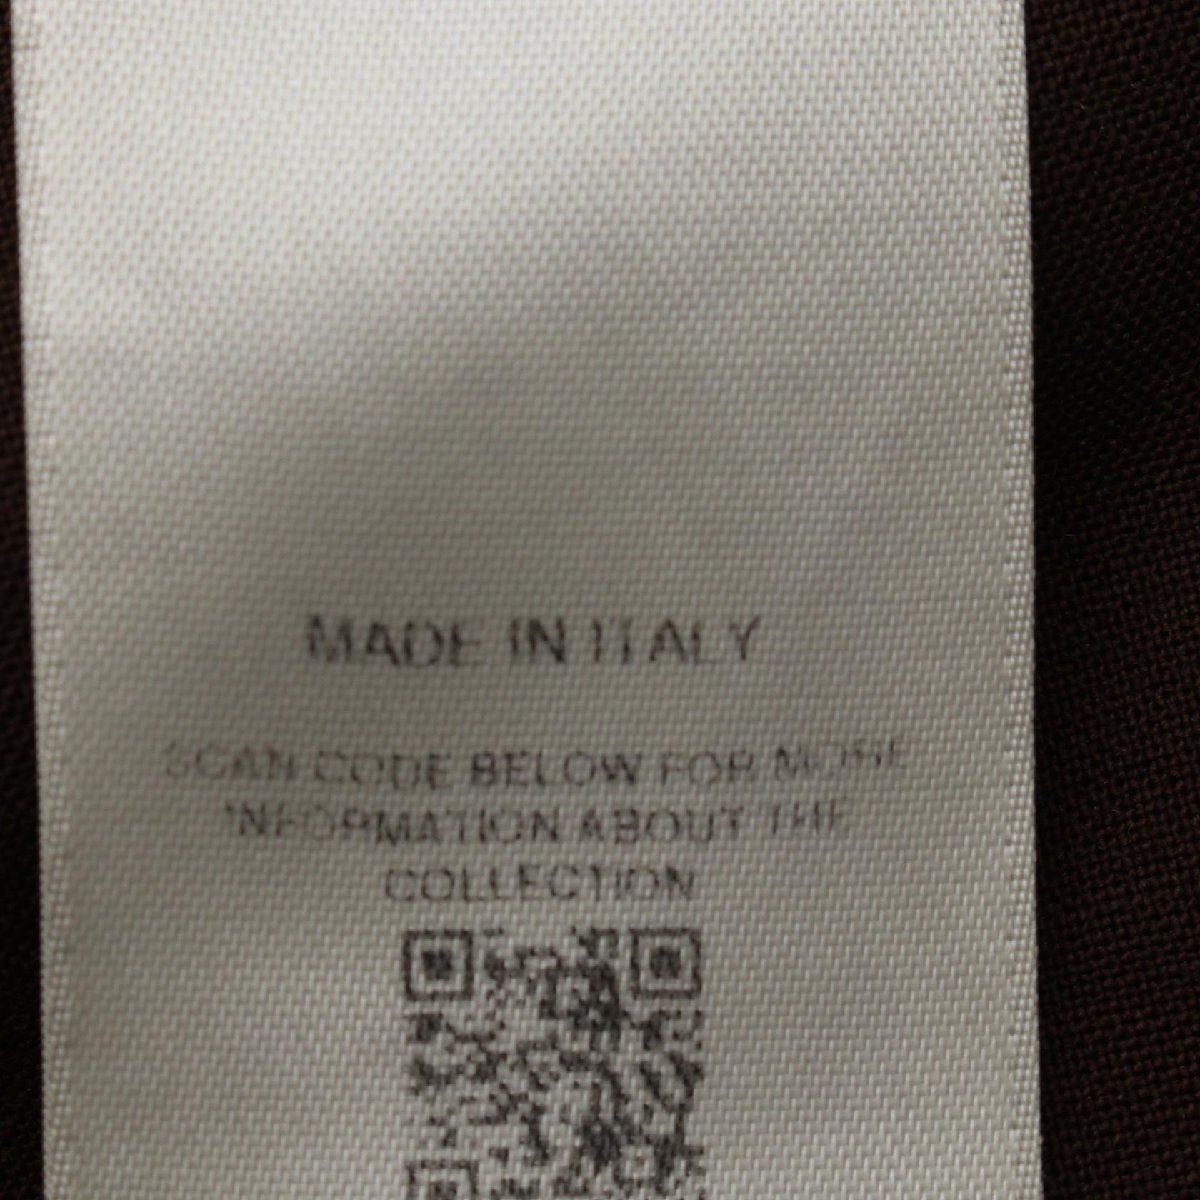 MADE IN ITALY
SCAN CODE BELOW FOR MORE
INFORMATION ABOUT THE
COLLECTION